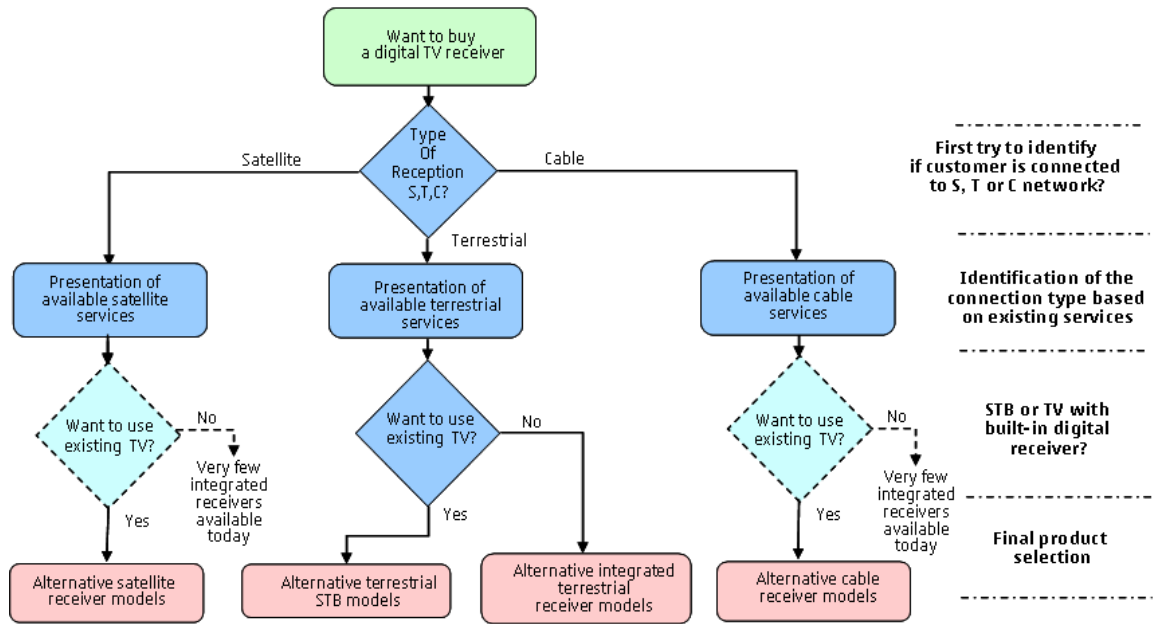 Want to buy
a digital TV receiver
Type
Of
Reception
S,T,C?
Satellite
Cable
Terrestrial
First try to identify
if customer is connected
to S, T or C network?
Presentation of
available satellite
services
Presentation of
available terrestrial
services
Presentation of
available cable
services
Identification of the
connection type based
on existing services
Want to use
existing TV?
No
Very few
integrated
receivers
available
today
Yes
Want to use
existing TV?
No
Yes
Want to use
existing TV?
No
Very few
integrated
receivers
available
today
Yes
STB or TV with
built-in digital
receiver?
Alternative satellite
receiver models
Alternative terrestrial
STB models
Alternative integrated
terrestrial
receiver models
Alternative cable
receiver models
Final product
selection